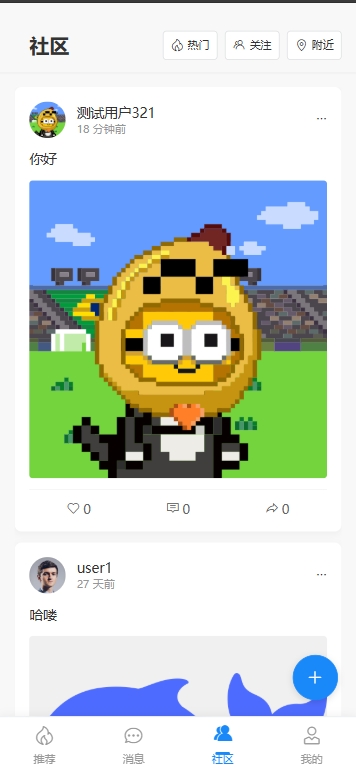 社区
热门
关注
附近
测试用户321
18 分钟前
你好
0
0
0
user1
27 天前
哈喽
推荐
消息
社区
我的